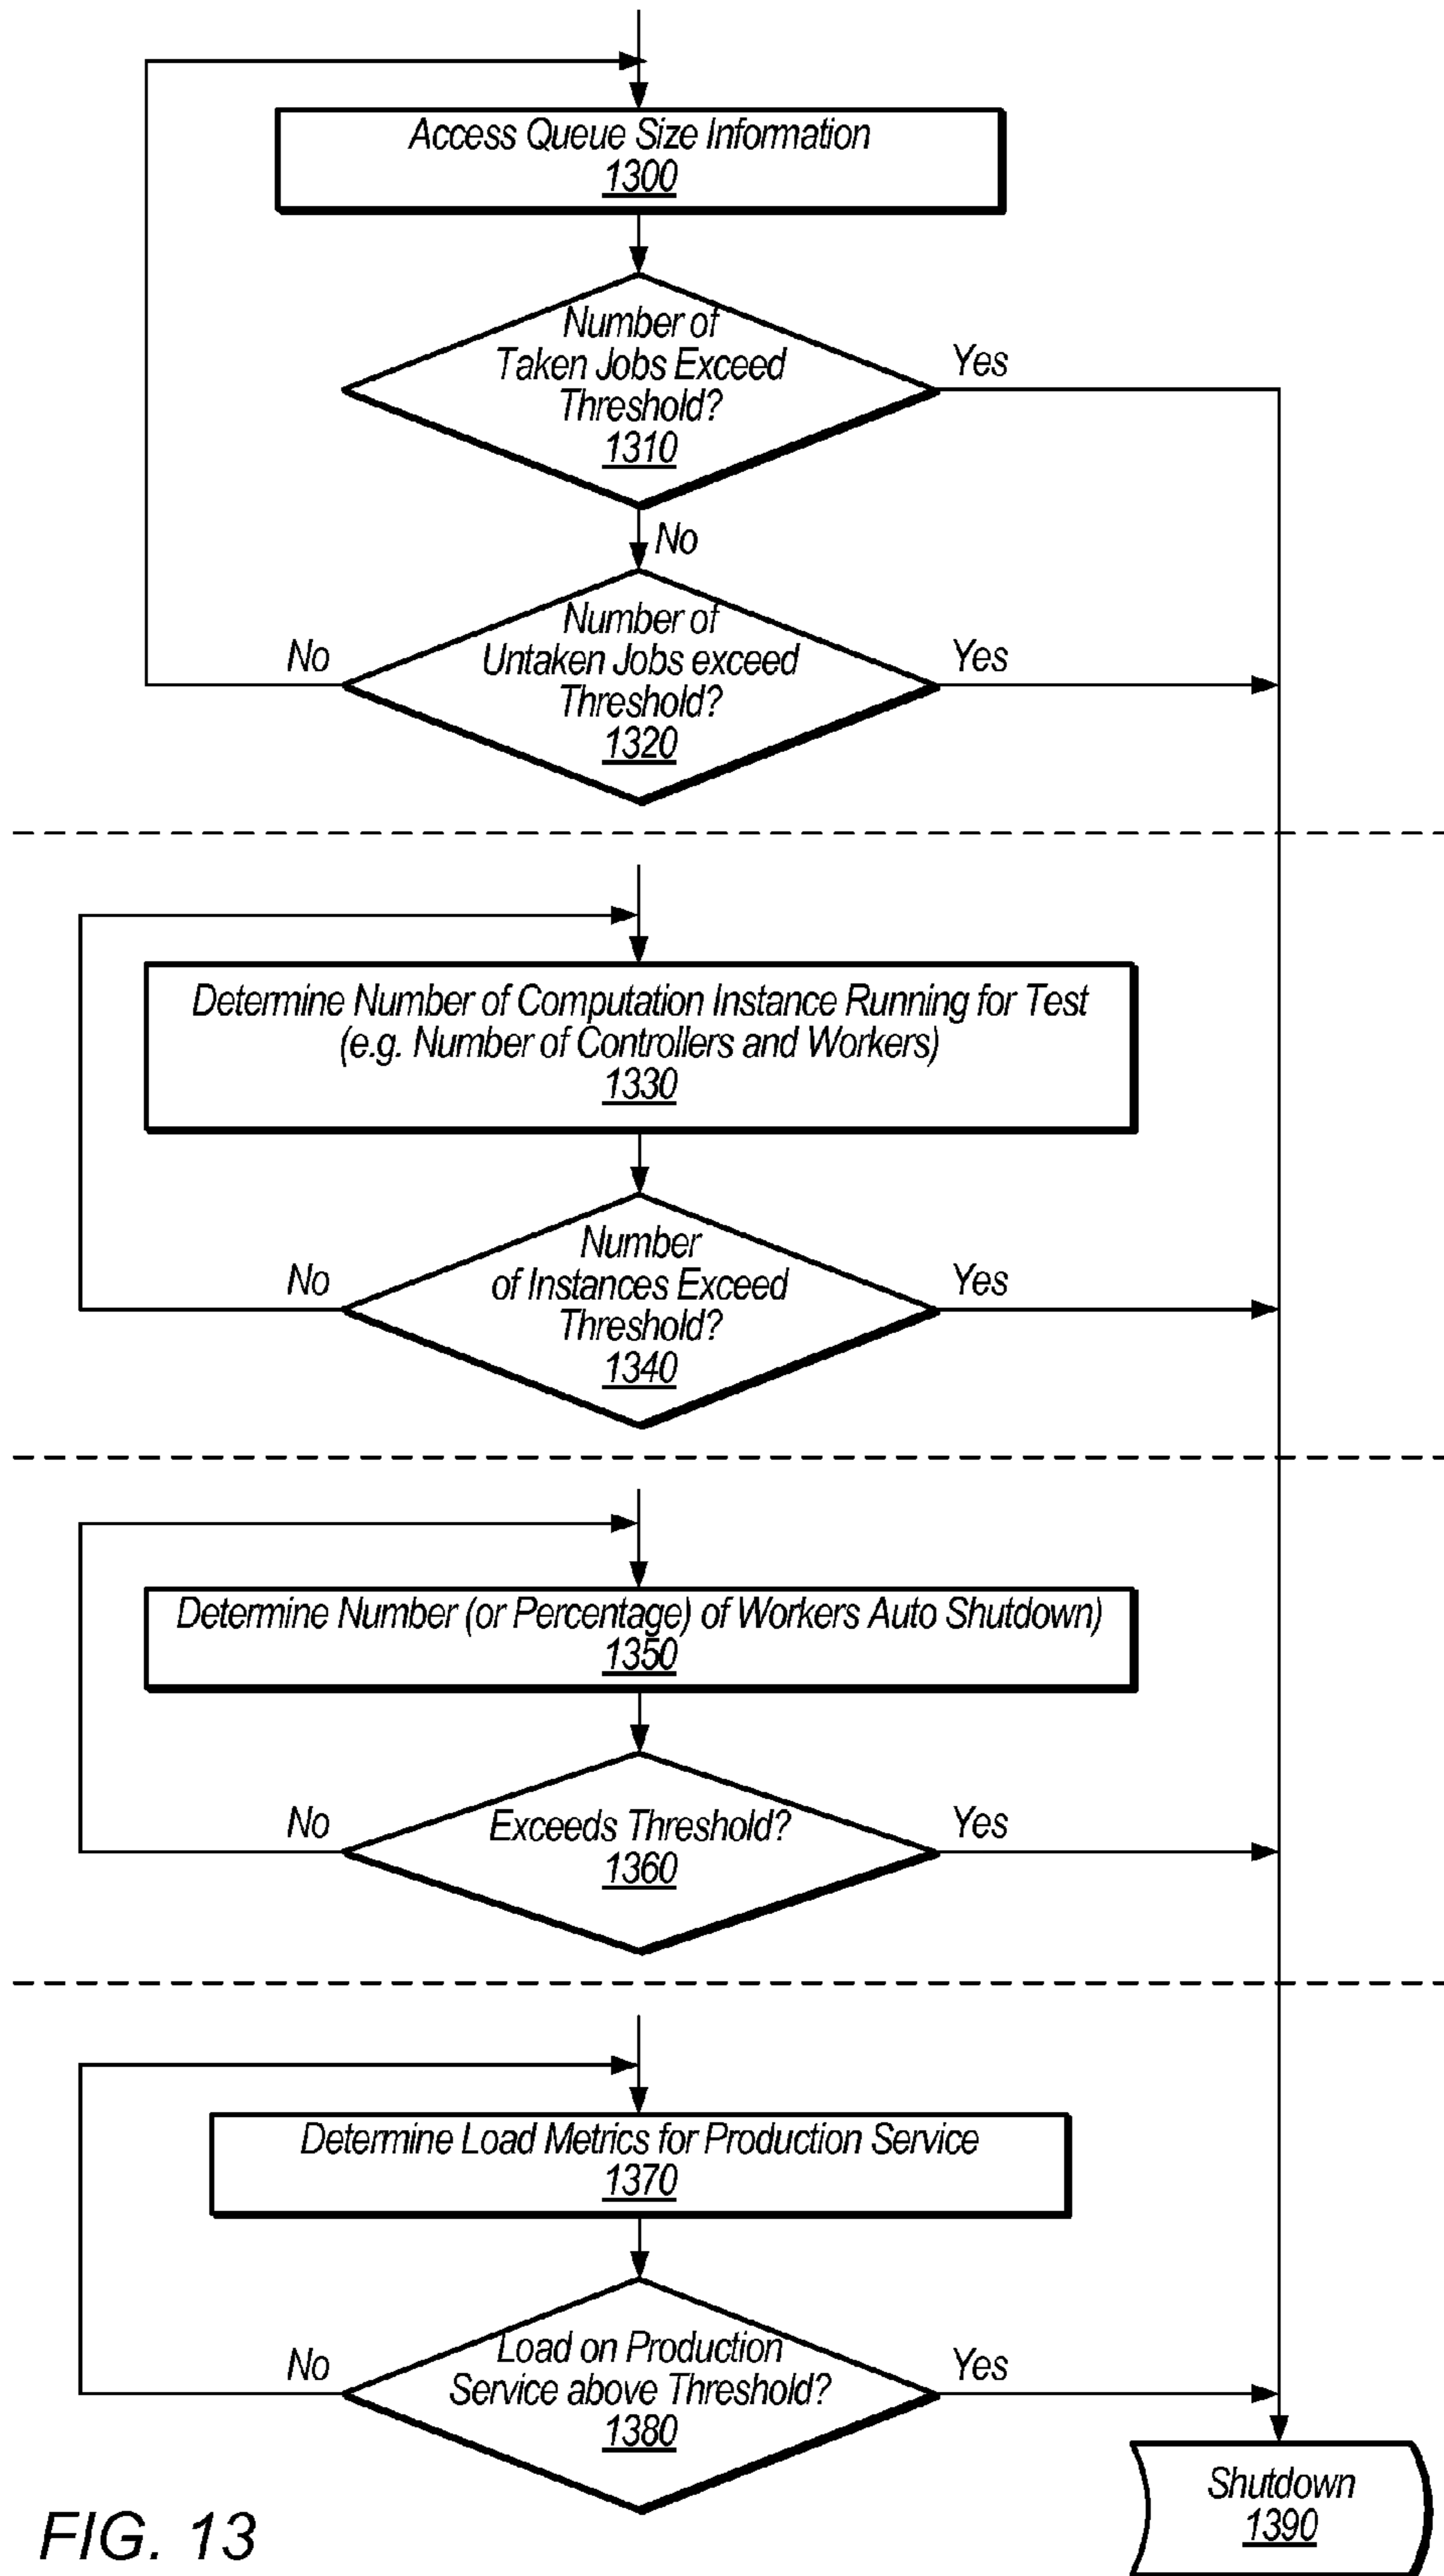 Access Queue Size Information
1300
Number of
Taken Jobs Exceed
Threshold?
1310
Yes
No
Number of
Untaken Jobs exceed
Threshold?
1320
No
Yes
Determine Number of Computation Instance Running for Test
(e.g. Number of Controllers and Workers)
1330
Number
of Instances Exceed
Threshold?
1340
No
Yes
Determine Number (or Percentage) of Workers Auto Shutdown)
1350
Exceeds Threshold?
1360
No
Yes
Determine Load Metrics for Production Service
1370
Load on Production
Service above Threshold?
1380
No
Yes
Shutdown
1390
FIG. 13